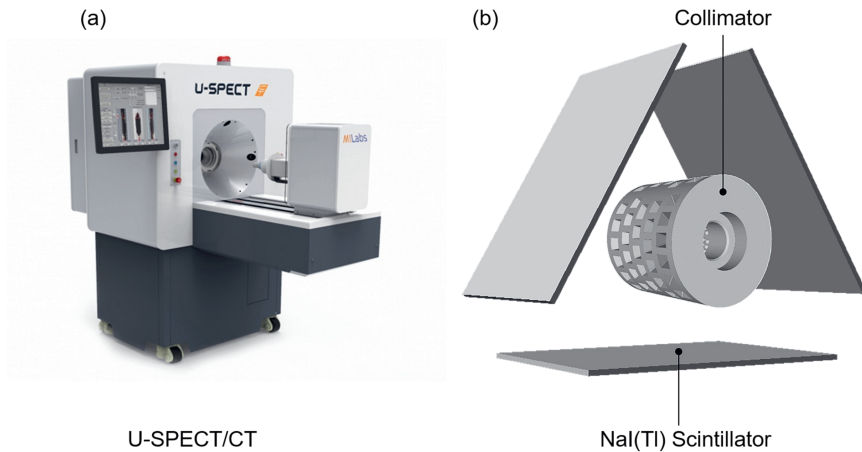 (a)
U-SPECT
MILabs
U-SPECT/CT
(b)
Collimator
NaI(Tl) Scintillator